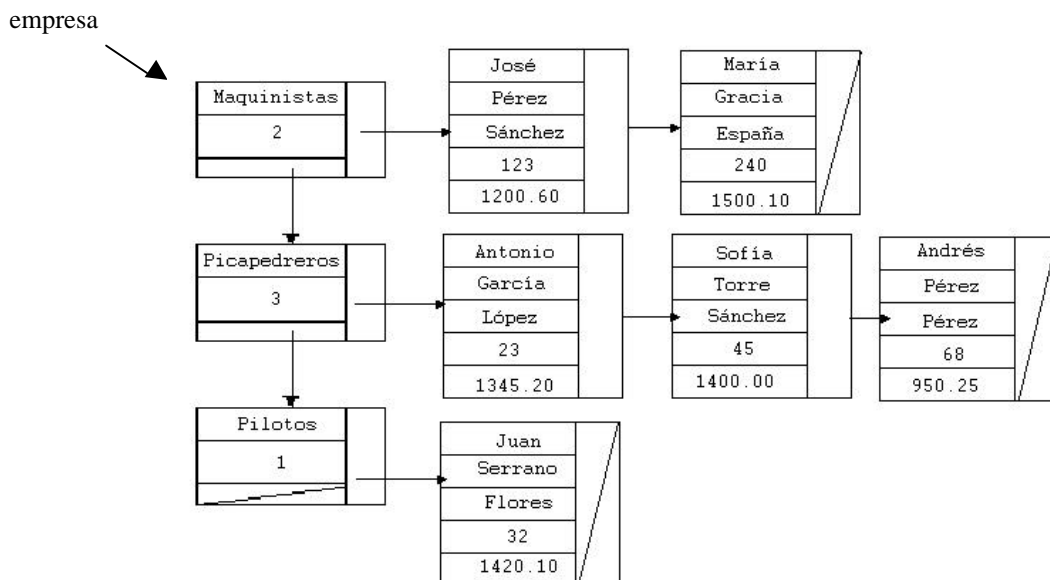 empresa
Maquinistas
2
José
Pérez
Sánchez
123
1200.60
María
Gracia
España
240
1500.10
Picapedreros
3
Antonio
García
López
23
1345.20
Sofía
Torre
Sánchez
45
1400.00
Andrés
Pérez
Pérez
68
950.25
Pilotos
1
Juan
Serrano
Flores
32
1420.10